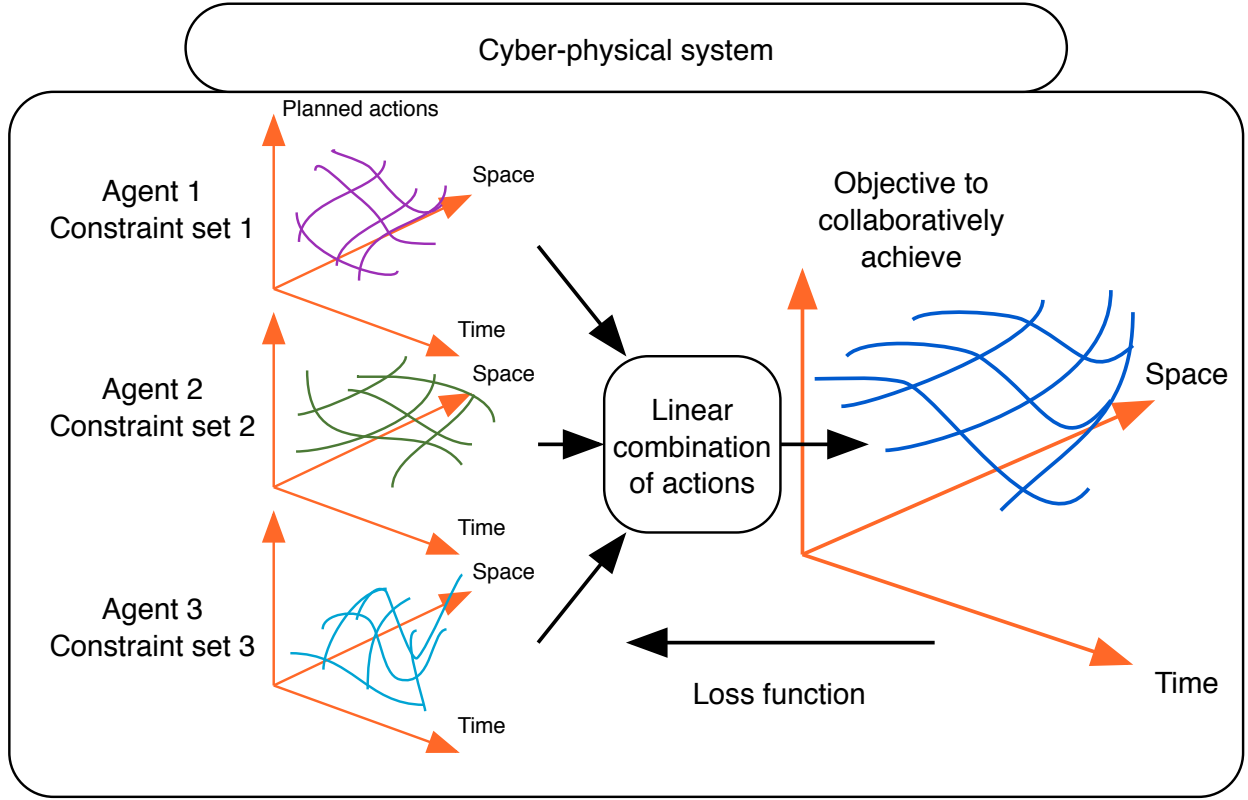 Cyber-physical system
Planned actions
Agent 1
Constraint set 1
Space
Time
Agent 2
Constraint set 2
Space
Time
Agent 3
Constraint set 3
Space
Time
Linear
combination
of actions
Objective to
collaboratively
achieve
Space
Time
Loss function